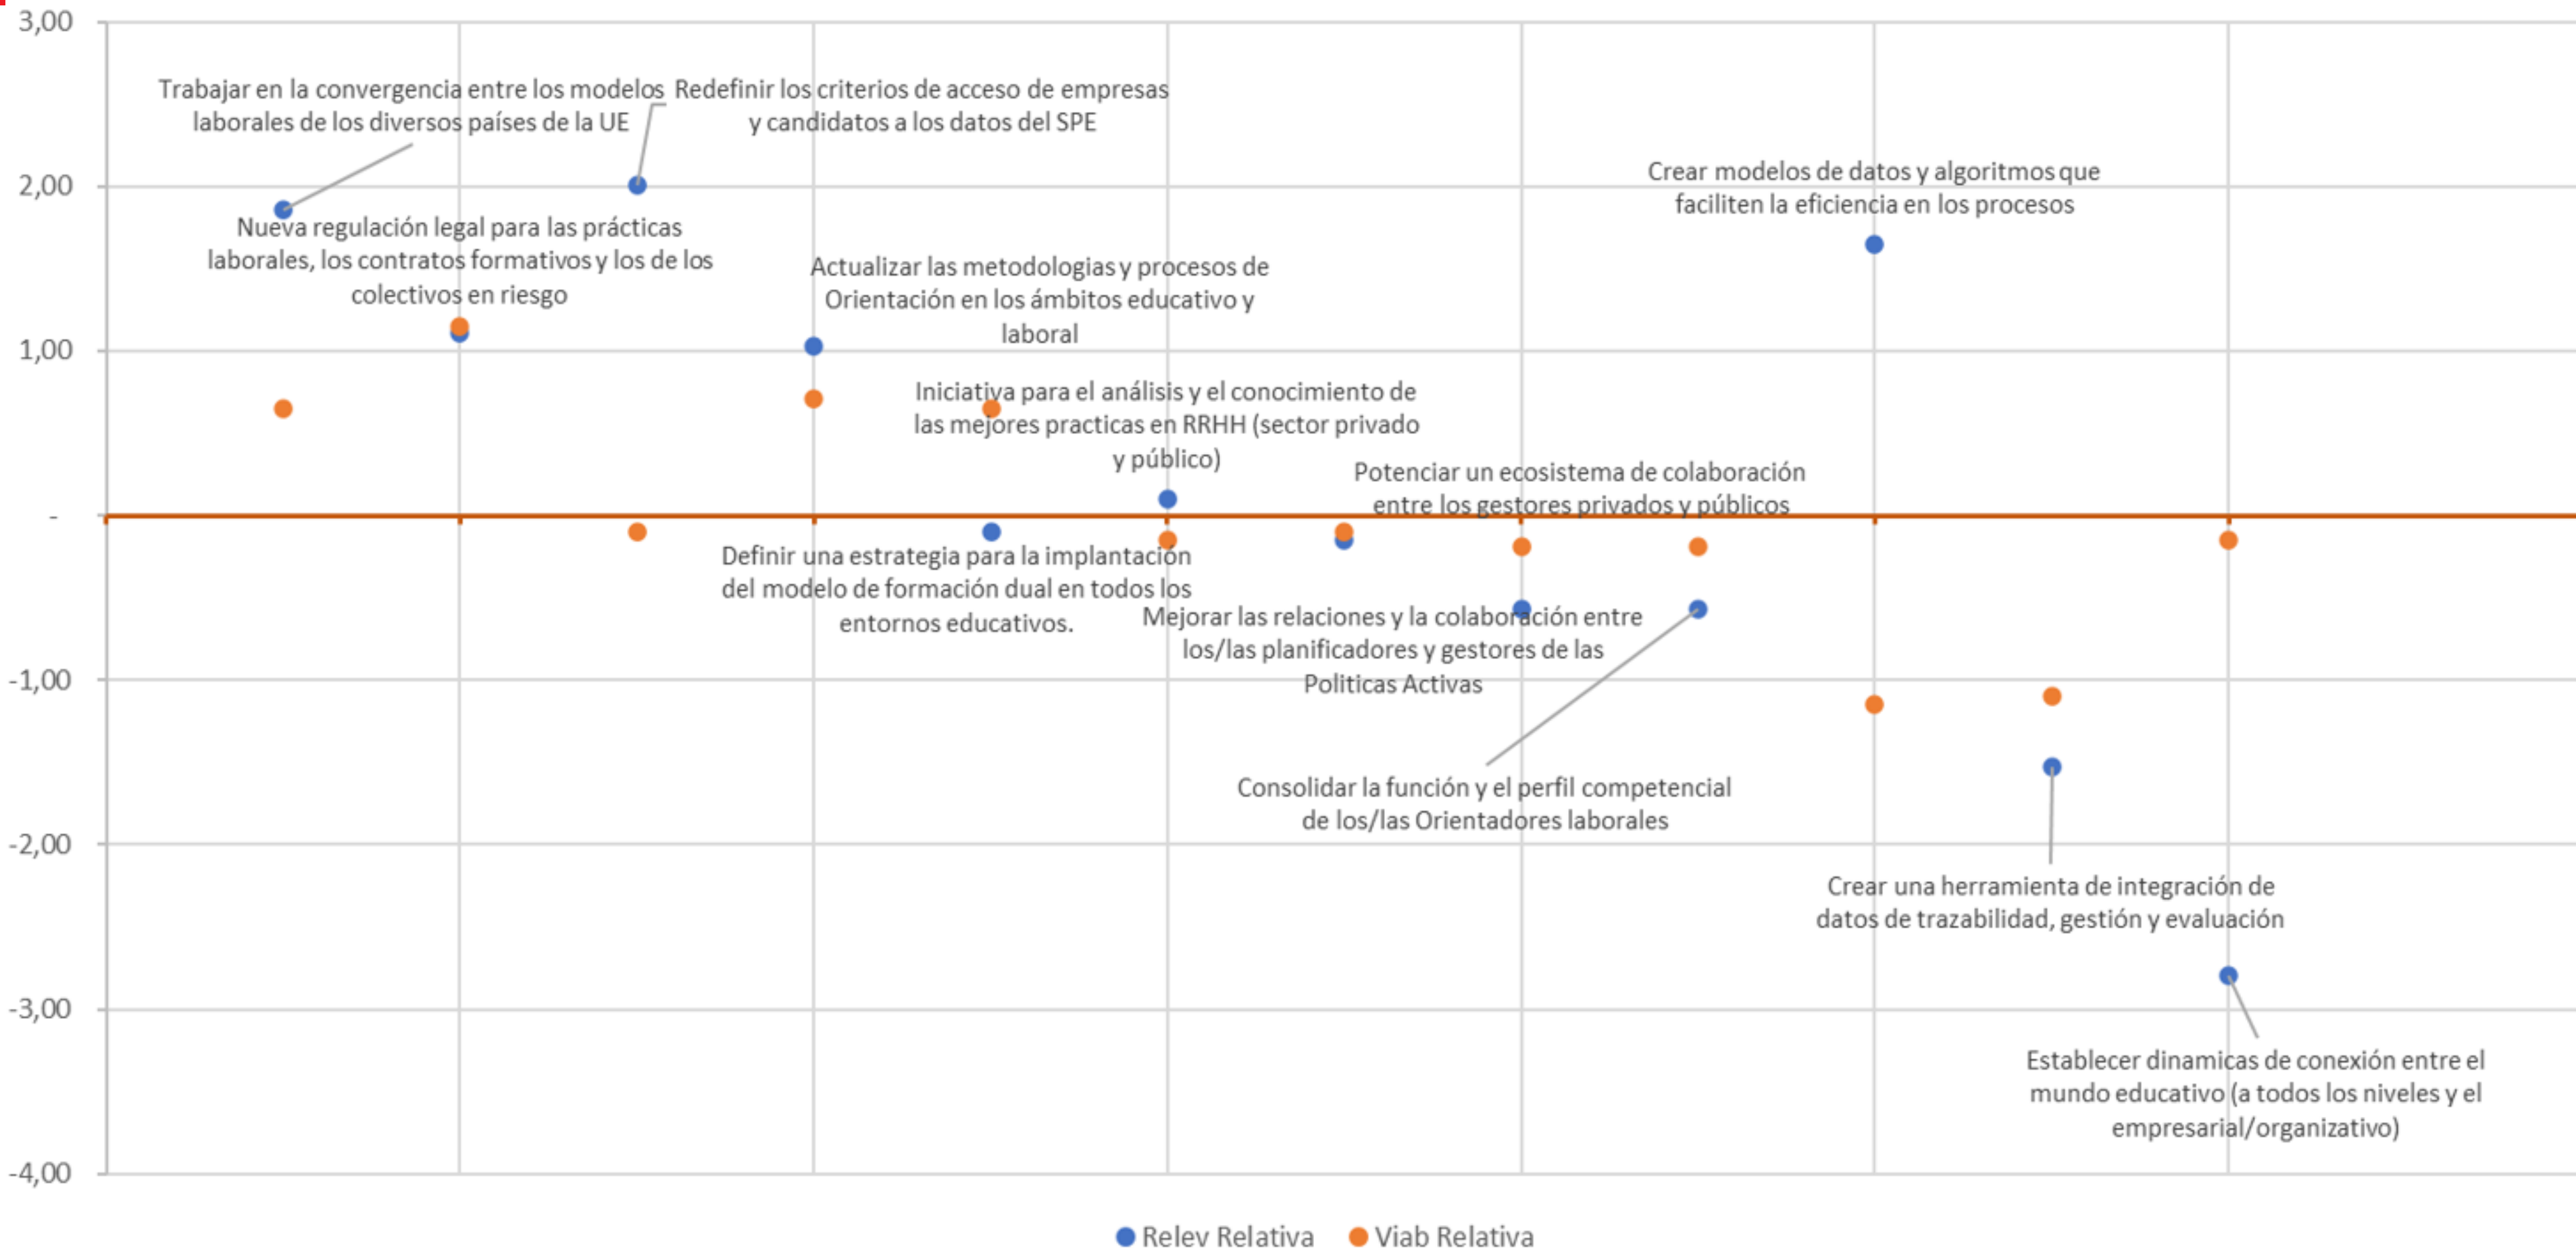 3,00
2,00
1,00
-
-1,00
-2,00
-3,00
-4,00
Trabajar en la convergencia entre los modelos
laborales de los diversos países de la UE
Redefinir los criterios de acceso de empresas
y candidatos a los datos del SPE
Nueva regulación legal para las prácticas
laborales, los contratos formativos y los de los
colectivos en riesgo
Crear modelos de datos y algoritmos que
faciliten la eficiencia en los procesos
Actualizar las metodologias y procesos de
Orientación en los ámbitos educativo y
laboral
Iniciativa para el análisis y el conocimiento de
las mejores practicas en RRHH (sector privado
y público)
Potenciar un ecosistema de colaboración
entre los gestores privados y públicos
Definir una estrategia para la implantación
del modelo de formación dual en todos los
entornos educativos.
Mejorar las relaciones y la colaboración entre
los/las planificadores y gestores de las
Politicas Activas
Consolidar la función y el perfil competencial
de los/las Orientadores laborales
Crear una herramienta de integración de
datos de trazabilidad, gestión y evaluación
Establecer dinamicas de conexión entre el
mundo educativo (a todos los niveles y el
empresarial/organizativo)
Relev Relativa
Viab Relativa